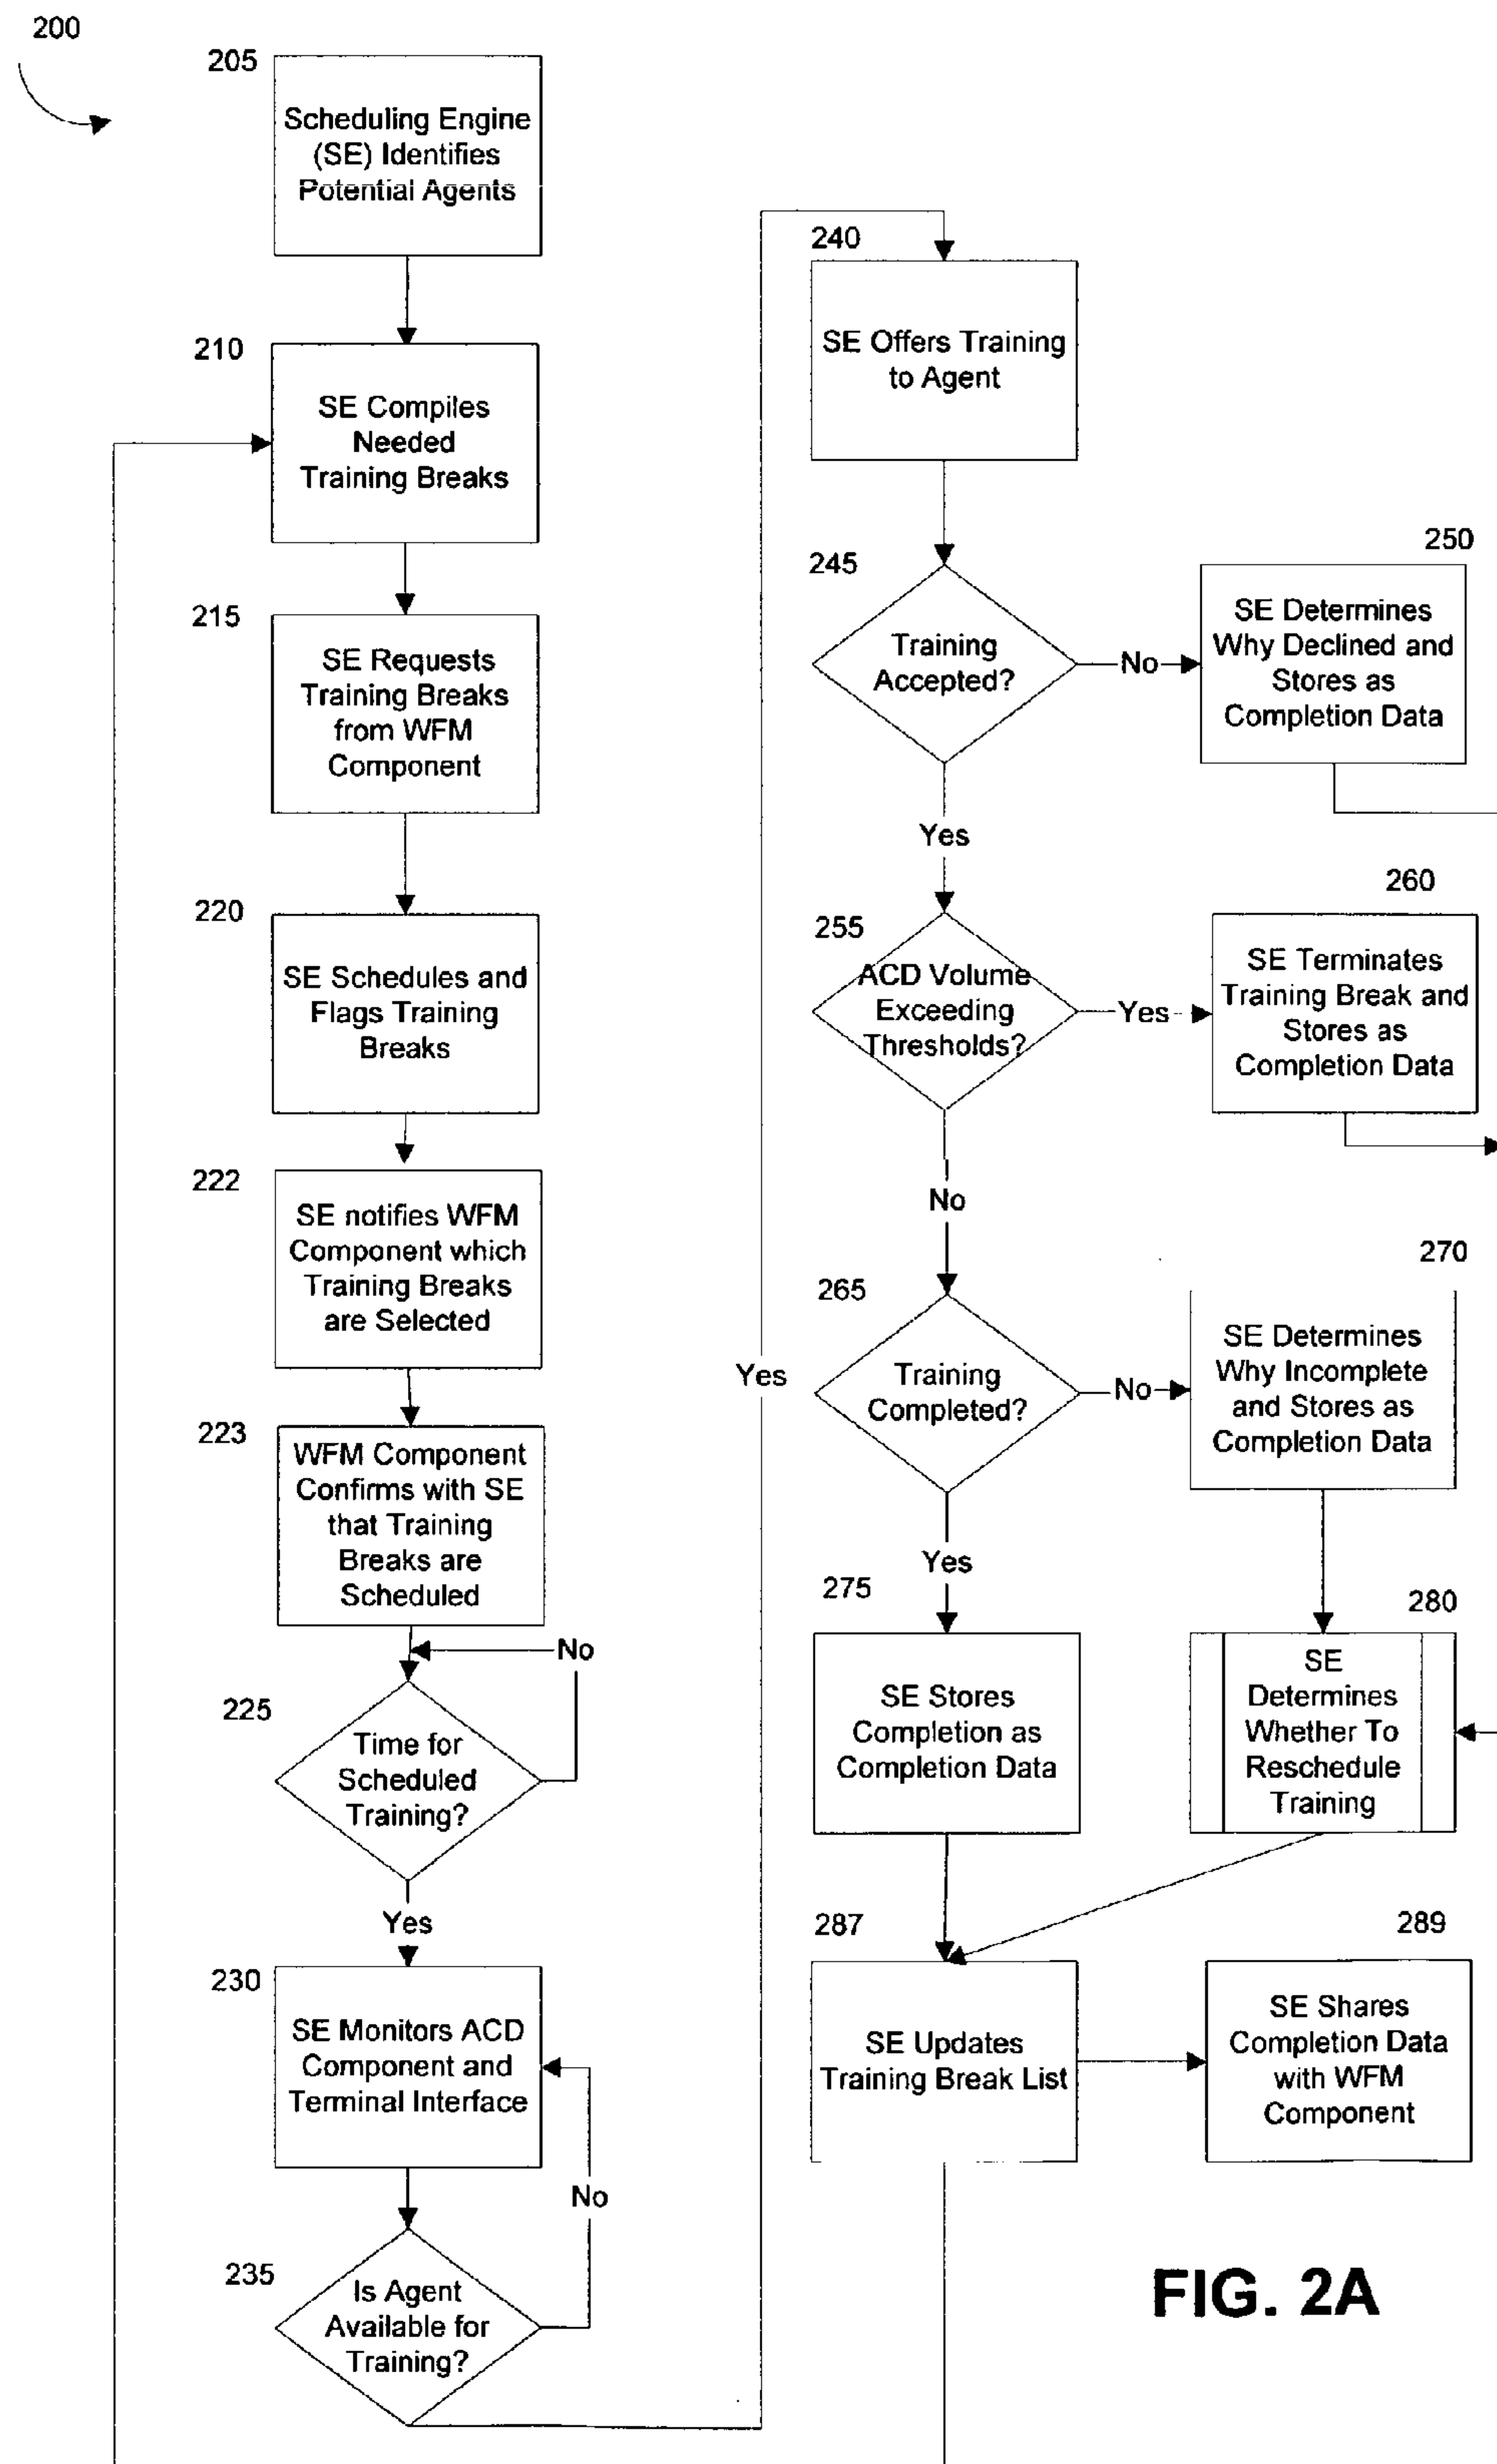 200
205
Scheduling Engine
(SE) Identifies
Potential Agents
210
SE Compiles
Needed
Training Breaks
215
SE Requests
Training Breaks
from WFM
Component
220
SE Schedules and
Flags Training
Breaks
222
SE notifies WFM
Component which
Training Breaks
are Selected
223
WFM Component
Confirms with SE
that Training
Breaks are
Scheduled
No
225
Time for
Scheduled
Training?
Yes
230
SE Monitors ACD
Component and
Terminal Interface
No
235
Is Agent
Available for
Training?
Yes
240
SE Offers Training
to Agent
245
Training
Accepted?
No
250
SE Determines
Why Declined and
Stores as
Completion Data
Yes
255
ACD Volume
Exceeding
Thresholds?
Yes
260
SE Terminates
Training Break and
Stores as
Completion Data
No
265
Training
Completed?
No
270
SE Determines
Why Incomplete
and Stores as
Completion Data
Yes
275
SE Stores
Completion as
Completion Data
280
SE
Determines
Whether To
Reschedule
Training
287
SE Updates
Training Break List
289
SE Shares
Completion Data
with WFM
Component
FIG. 2A